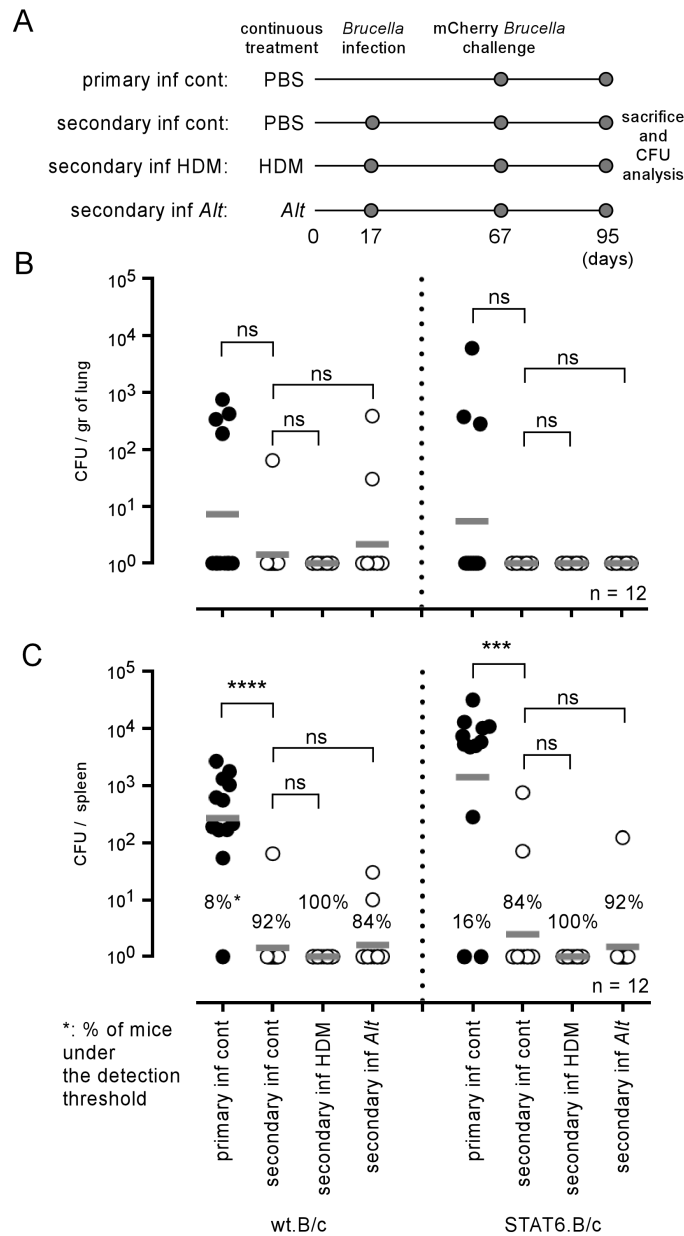 A
continuous treatment
Brucella infection
mCherry Brucella challenge
primary inf cont: PBS
secondary inf cont: PBS
secondary inf HDM: HDM
secondary inf Alt: Alt
sacrifice and CFU analysis
0 17 67 95
(days)
B
CFU / gr of lung
10^5
10^4
10^3
10^2
10^1
10^0
ns
ns
ns
ns
ns
ns
n = 12
C
CFU / spleen
10^5
10^4
10^3
10^2
10^1
10^0
****
ns
ns
***
ns
ns
8%*
92%
100%
84%
16%
84%
100%
92%
n = 12
*: % of mice
under
the detection
threshold
primary inf cont
secondary inf cont
secondary inf HDM
secondary inf Alt
primary inf cont
secondary inf cont
secondary inf HDM
secondary inf Alt
wt.B/c
STAT6.B/c